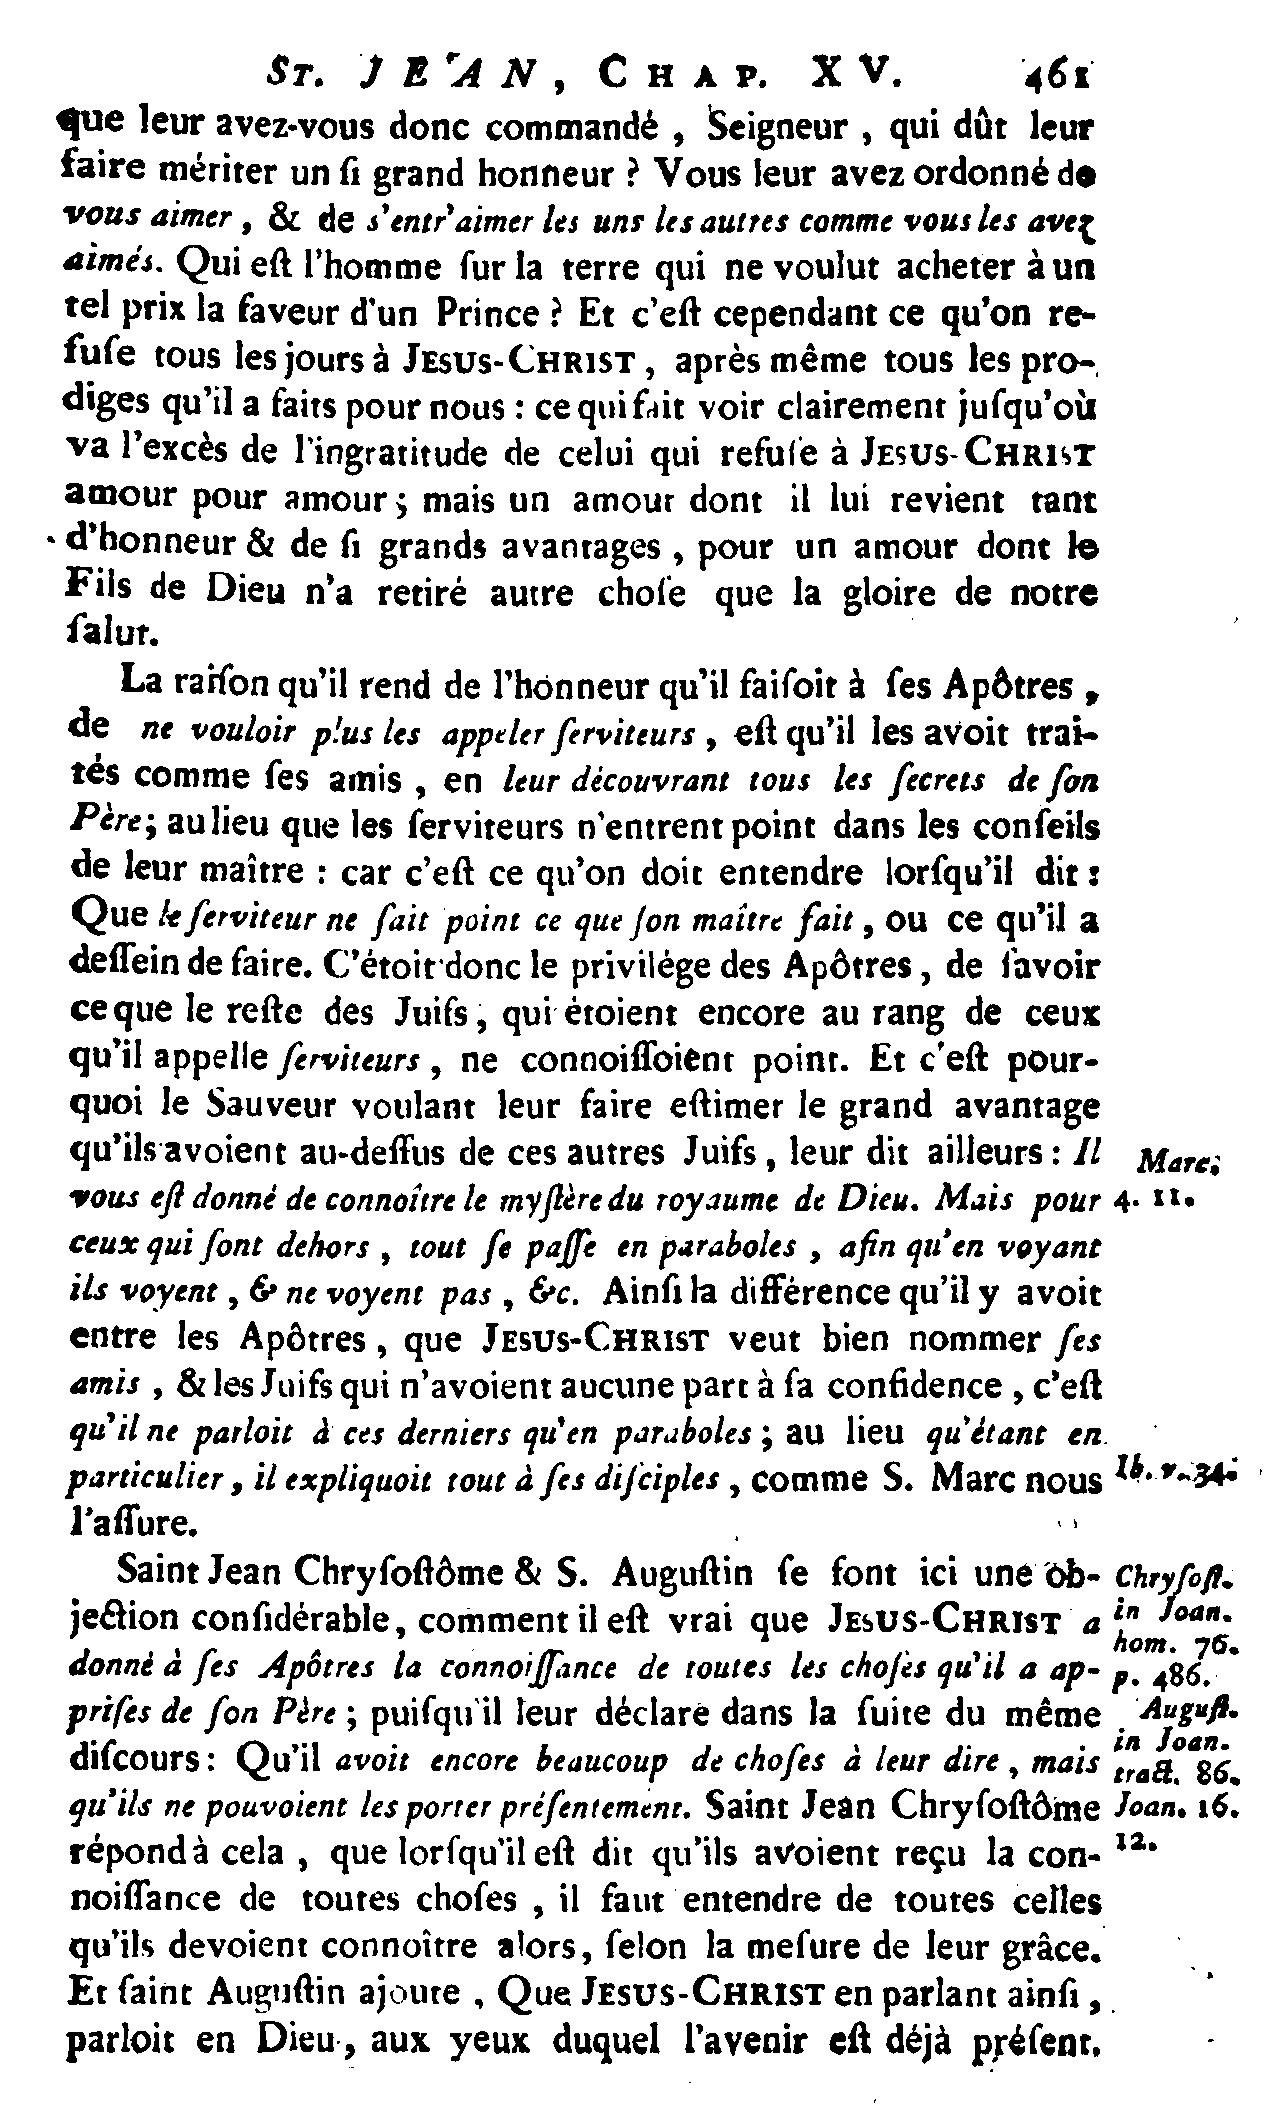 ST. JEAN, CHAP. XV. 461
que leur avez-vous donc commandé, Seigneur, qui dût leur
faire mériter un ſi grand honneur ? Vous leur avez ordonné de
vous aimer, & de s'entr'aimer les uns les autres comme vous les avez
aimés. Qui eſt l'homme ſur la terre qui ne voulut acheter à un
tel prix la faveur d'un Prince ? Et c'eſt cependant ce qu'on re-
fuſe tous les jours à JESUS-CHRIST, après même tous les pro-
diges qu'il a faits pour nous : ce qui fait voir clairement juſqu'où
va l'excès de l'ingratitude de celui qui refuſe à JESUS-CHRIST
amour pour amour ; mais un amour dont il lui revient tant
d'honneur & de ſi grands avantages, pour un amour dont le
Fils de Dieu n'a retiré autre choſe que la gloire de notre
ſalut.
La raiſon qu'il rend de l'honneur qu'il faiſoit à ſes Apôtres,
de ne vouloir plus les appeler ſerviteurs, eſt qu'il les avoit trai-
tés comme ſes amis, en leur découvrant tous les ſecrets de ſon
Père ; au lieu que les ſerviteurs n'entrent point dans les conſeils
de leur maître : car c'eſt ce qu'on doit entendre lorſqu'il dit :
Que le ſerviteur ne ſait point ce que ſon maître fait, ou ce qu'il a
deſſein de faire. C'étoit donc le privilége des Apôtres, de ſavoir
ce que le reſte des Juifs, qui étoient encore au rang de ceux
qu'il appelle ſerviteurs, ne connoiſſoient point. Et c'eſt pour-
quoi le Sauveur voulant leur faire eſtimer le grand avantage
qu'ils avoient au-deſſus de ces autres Juifs, leur dit ailleurs : Il
vous eſt donné de connoître le myſtère du royaume de Dieu. Mais pour
ceux qui ſont dehors, tout ſe paſſe en paraboles, afin qu'en voyant
ils voyent, & ne voyent pas, &c. Ainſi la différence qu'il y avoit
entre les Apôtres, que JESUS-CHRIST veut bien nommer ſes
amis, & les Juifs qui n'avoient aucune part à ſa confidence, c'eſt
qu'il ne parloit à ces derniers qu'en paraboles ; au lieu qu'étant en
particulier, il expliquoit tout à ſes diſciples, comme S. Marc nous
l'aſſure.
Saint Jean Chryſoſtôme & S. Auguſtin ſe font ici une ob-
jection conſidérable, comment il eſt vrai que JESUS-CHRIST a
donné à ſes Apôtres la connoiſſance de toutes les choſes qu'il a ap-
priſes de ſon Père ; puiſqu'il leur déclare dans la ſuite du même
diſcours : Qu'il avoit encore beaucoup de choſes à leur dire, mais
qu'ils ne pouvoient les porter préſentement. Saint Jean Chryſoſtôme
répond à cela, que lorſqu'il eſt dit qu'ils avoient reçu la con-
noiſſance de toutes choſes, il faut entendre de toutes celles
qu'ils devoient connoître alors, ſelon la meſure de leur grâce.
Et ſaint Auguſtin ajoute, Que JESUS-CHRIST en parlant ainſi,
parloit en Dieu, aux yeux duquel l'avenir eſt déjà préſent.
Marc.
4. 11.
Ib. v. 34.
Chryſoſt.
in Joan.
hom. 76.
p. 486.
Auguſt.
in Joan.
tract. 86.
Joan. 16.
12.